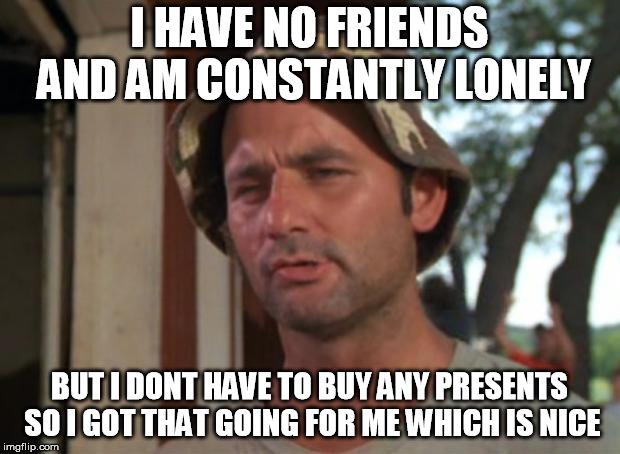 I HAVE NO FRIENDS
AND AM CONSTANTLY LONELY
BUT I DONT HAVE TO BUY ANY PRESENTS
SO I GOT THAT GOING FOR ME WHICH IS NICE
imgflip.com